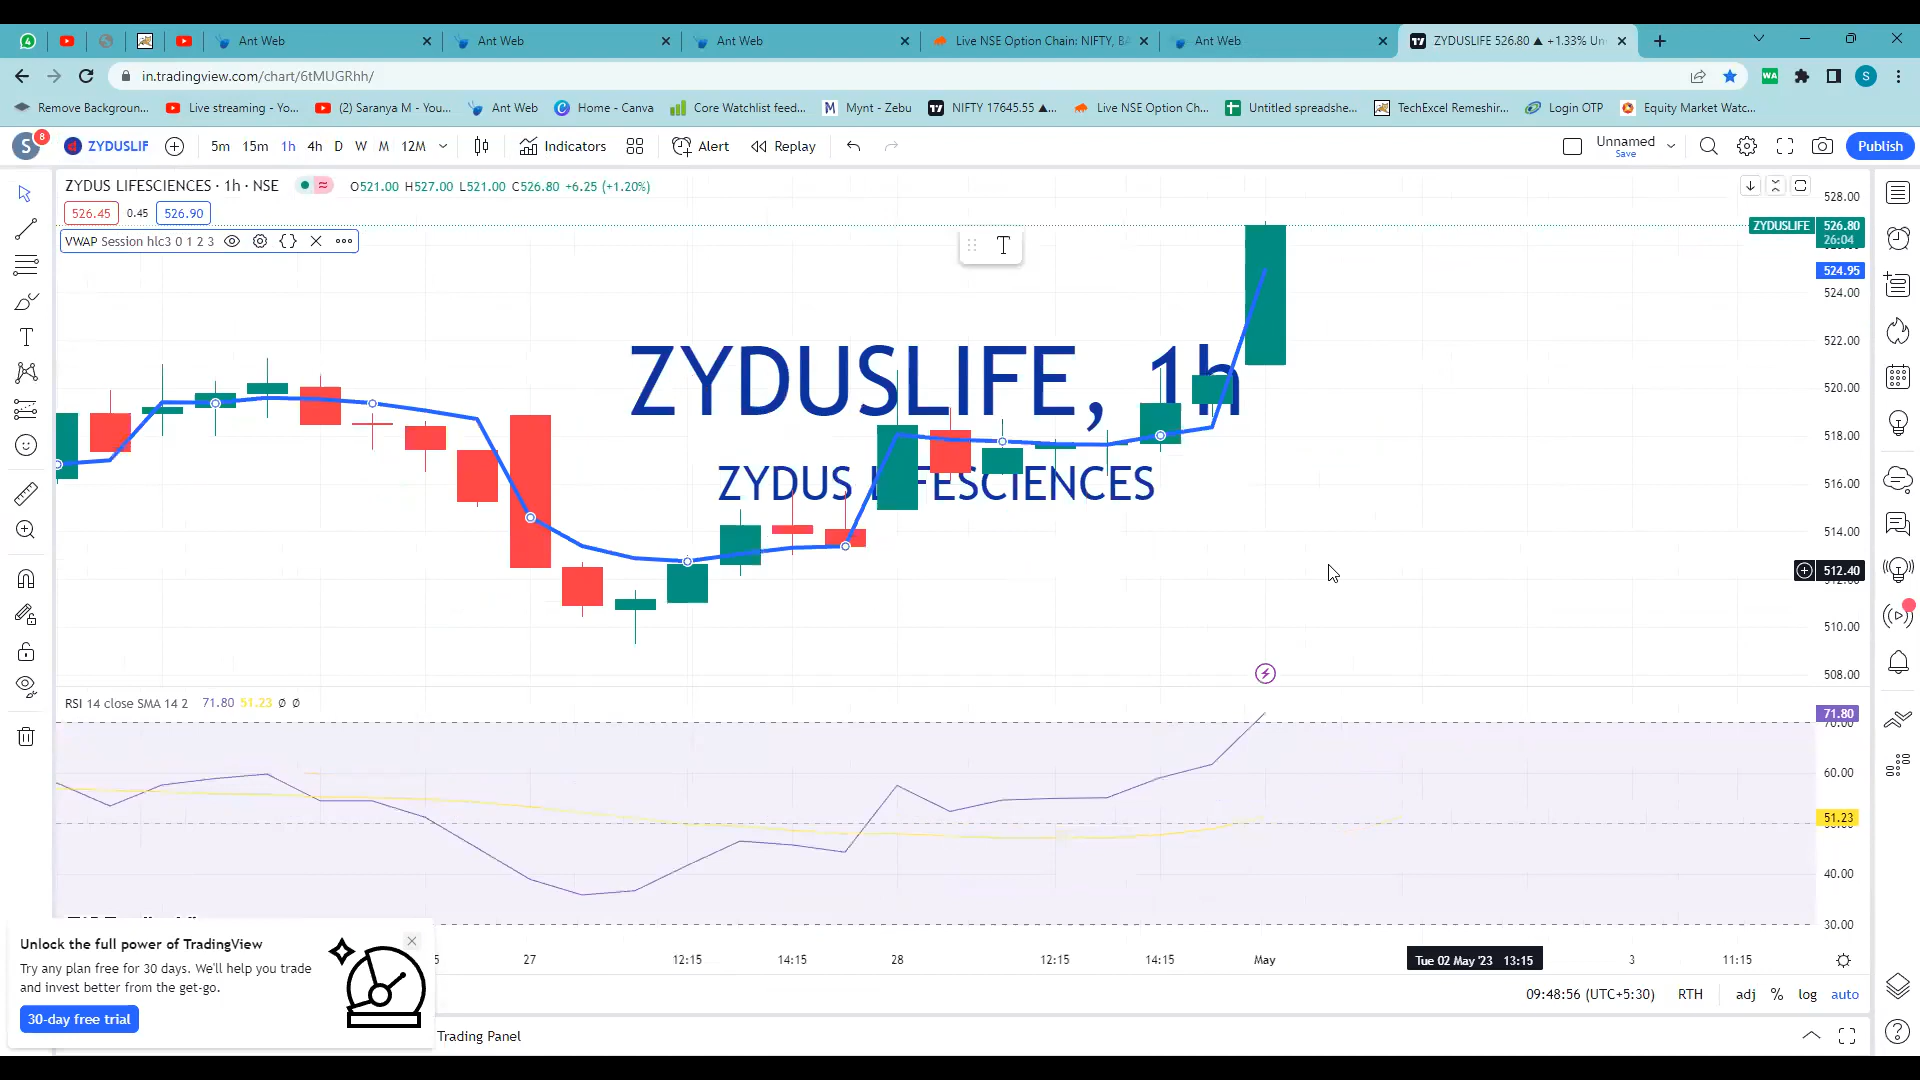 4
Ant Web
Ant Web
Ant Web
Live NSE Option Chain: NIFTY, BA
Ant Web
ZYDUSLIFE 526.80 ▲ +1.33% Un
in.tradingview.com/chart/6tMUGRhh/
WA
S
Remove Backgroun...
Live streaming - Yo...
(2) Saranya M - You...
Ant Web
Home - Canva
Core Watchlist feed...
Mynt - Zebu
NIFTY 17645.55 ▲...
Live NSE Option Ch...
Untitled spreadshe...
TechExcel Remeshir...
Login OTP
Equity Market Watc...
S
8
ZYDUSLIF
5m 15m 1h 4h D W M 12M
Indicators
Alert
Replay
Unnamed
Save
Publish
ZYDUS LIFESCIENCES · 1h · NSE
O521.00 H527.00 L521.00 C526.80 +6.25 (+1.20%)
526.45 0.45 526.90
VWAP Session hlc3 0 1 2 3
T
ZYDUSLIFE, 1h
ZYDUS LIFESCIENCES
528.00
ZYDUSLIFE 526.80
26:04
524.95
524.00
522.00
520.00
518.00
516.00
514.00
512.40
510.00
508.00
RSI 14 close SMA 14 2 71.80 51.23 ∅ ∅
71.80
70.00
60.00
51.23
40.00
30.00
Unlock the full power of TradingView
Try any plan free for 30 days. We'll help you trade
and invest better from the get-go.
30-day free trial
27 12:15 14:15 28 12:15 14:15 May Tue 02 May '23 13:15 3 11:15
09:48:56 (UTC+5:30) RTH adj % log auto
Trading Panel